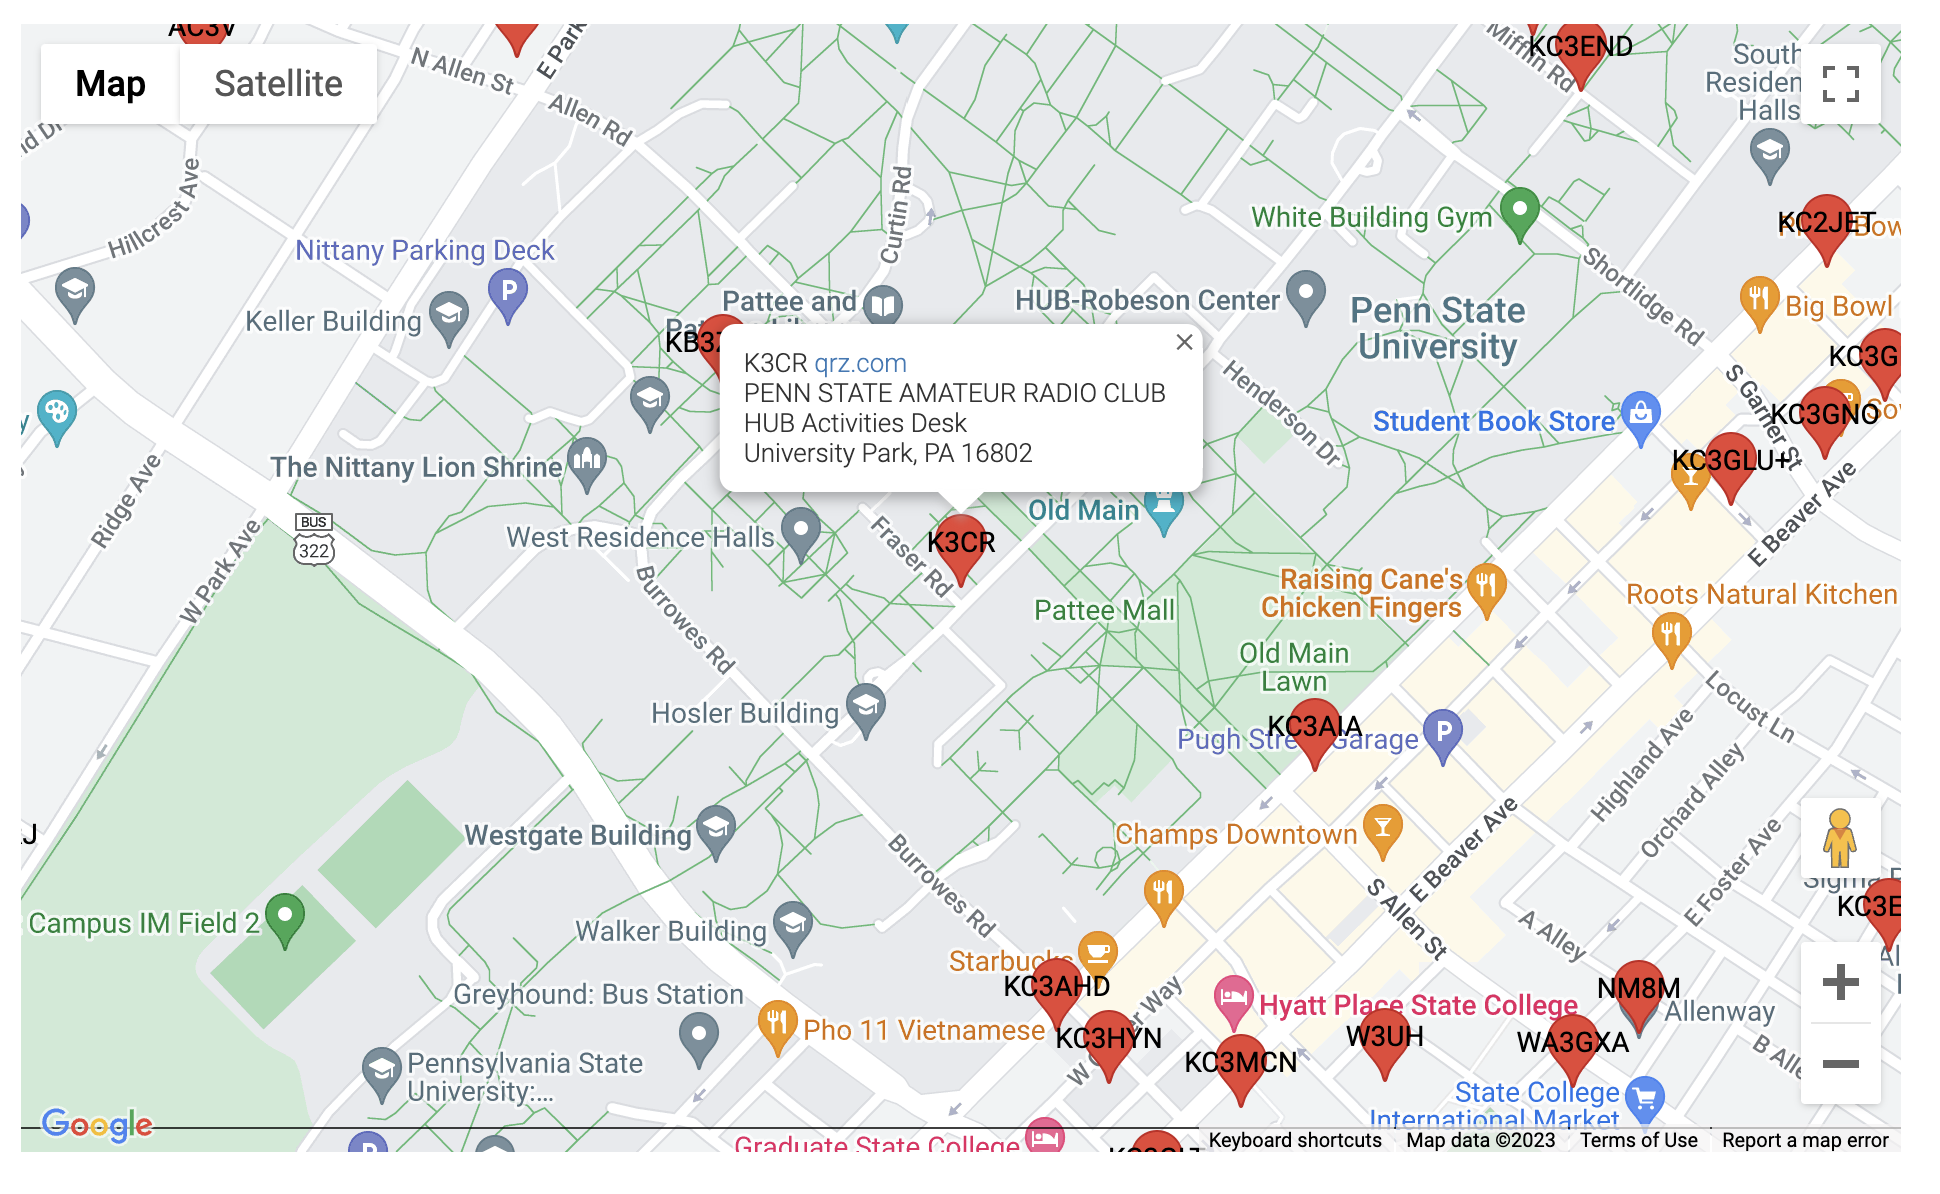 AC3V
E Park
N Allen St
Mifflin Rd
KC3END
South
Residen
Halls
Map
Satellite
Allen Rd
Hillcrest Ave
Curtin Rd
White Building Gym
KC2JET
Bow
Nittany Parking Deck
P
Shortlidge Rd
Keller Building
Pattee and
HUB-Robeson Center
Penn State
University
Big Bowl
KC3G
K3CR qrz.com
PENN STATE AMATEUR RADIO CLUB
HUB Activities Desk
University Park, PA 16802
Henderson Dr
S Garner St
Student Book Store
KC3GNO
KC3GLU+
The Nittany Lion Shrine
Ridge Ave
W Park Ave
BUS
322
West Residence Halls
Fraser Rd
K3CR
Old Main
E Beaver Ave
Raising Cane's
Chicken Fingers
Roots Natural Kitchen
Burrowes Rd
Pattee Mall
Old Main
Lawn
Hosler Building
KC3AIA
Pugh Street Garage
P
Locust Ln
Highland Ave
Orchard Alley
E Foster Ave
Westgate Building
Champs Downtown
E Beaver Ave
S Allen St
Burrowes Rd
A Alley
Campus IM Field 2
Walker Building
Starbucks
KC3AHD
KC3E
Greyhound: Bus Station
Hyatt Place State College
NM8M
Allenway
Pho 11 Vietnamese
KC3HYN
W3UH
WA3GXA
KC3MCN
B Alle
Pennsylvania State
University:...
State College
International Market
Google
P
Graduate State College
Keyboard shortcuts
Map data ©2023
Terms of Use
Report a map error